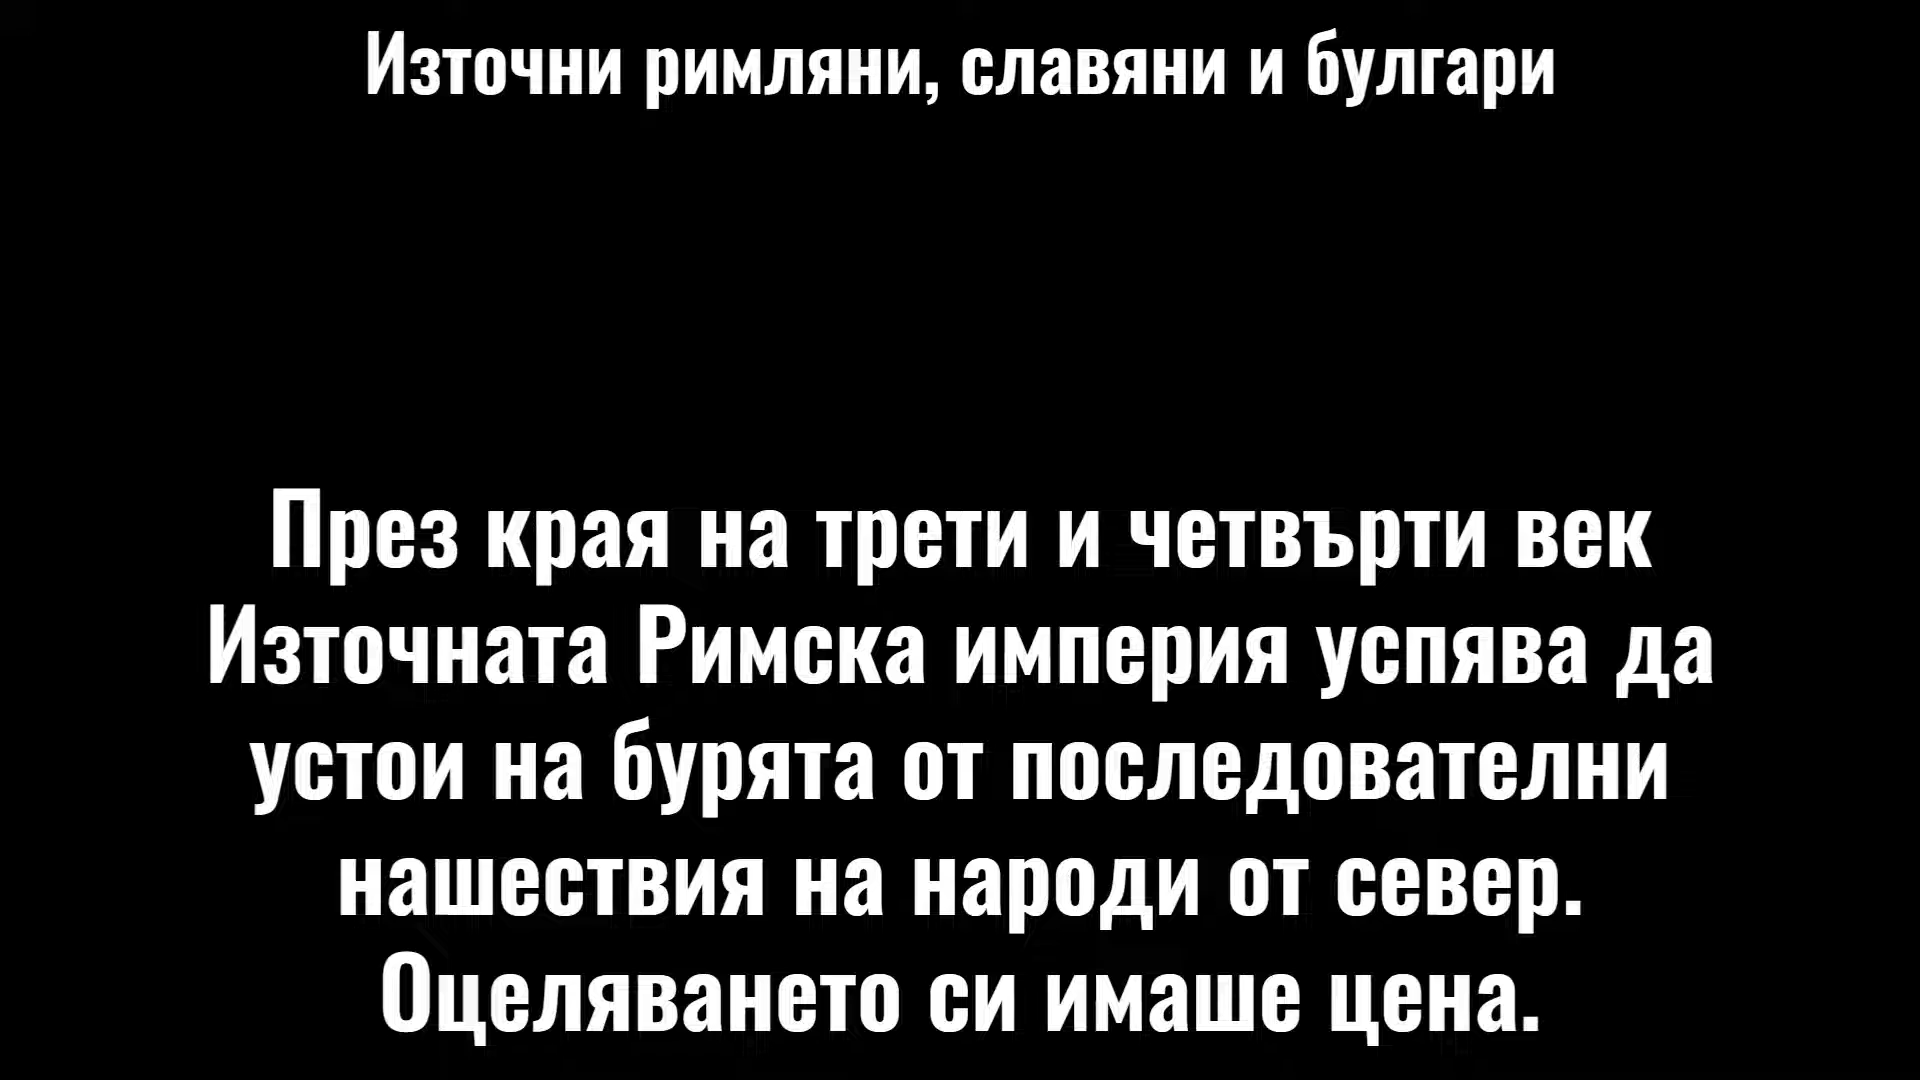 Източни римляни, славяни и булгари
През края на трети и четвърти век
Източната Римска империя успява да
устои на бурята от последователни
нашествия на народи от север.
Оцеляването си имаше цена.